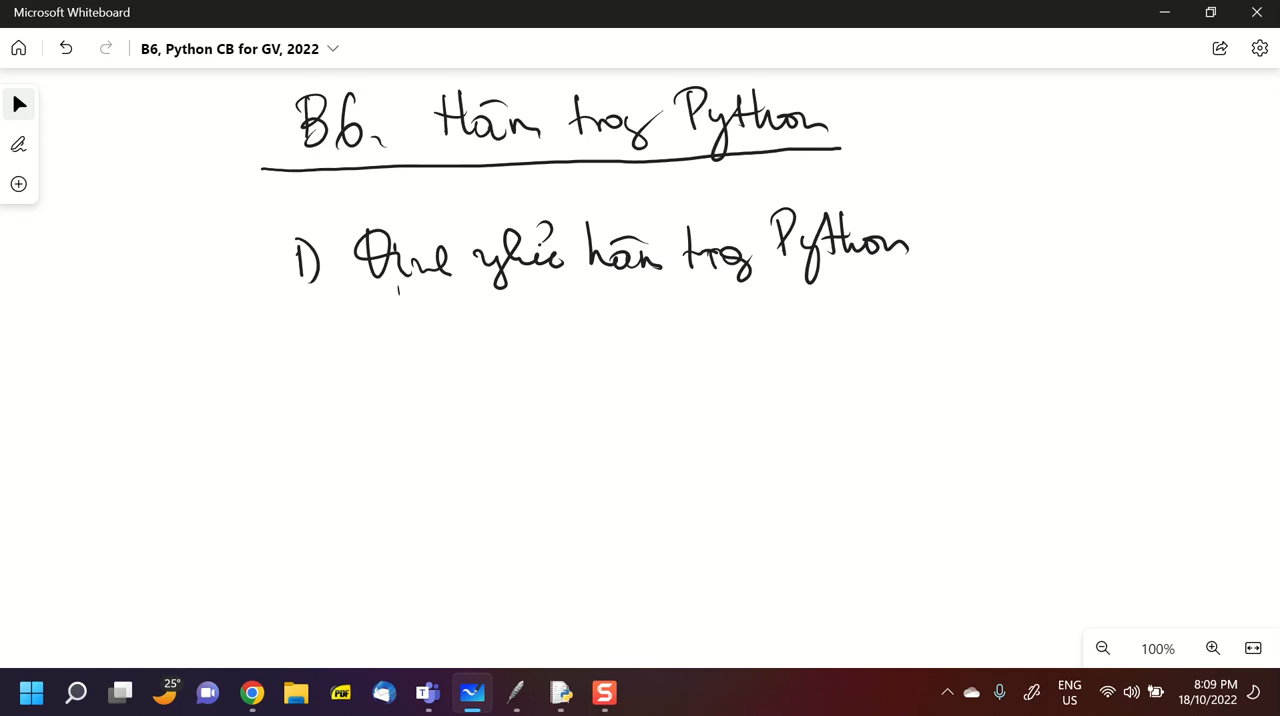 Microsoft Whiteboard
B6, Python CB for GV, 2022
B6. Hàm trong Python
1) Định nghĩa hàm trong Python
100%
25°
PDF
S
ENG
US
8:09 PM
18/10/2022